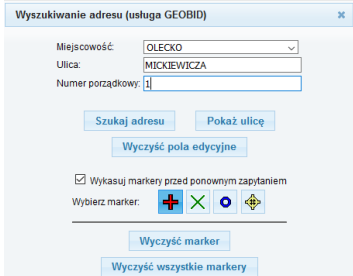 Wyszukiwanie adresu (usługa GEOBID)
Miejscowość: OLECKO
Ulica: MICKIEWICZA
Numer porządkowy: 1
Szukaj adresu Pokaż ulicę
Wyczyść pola edycyjne
Wykasuj markery przed ponownym zapytaniem
Wybierz marker:
Wyczyść marker
Wyczyść wszystkie markery